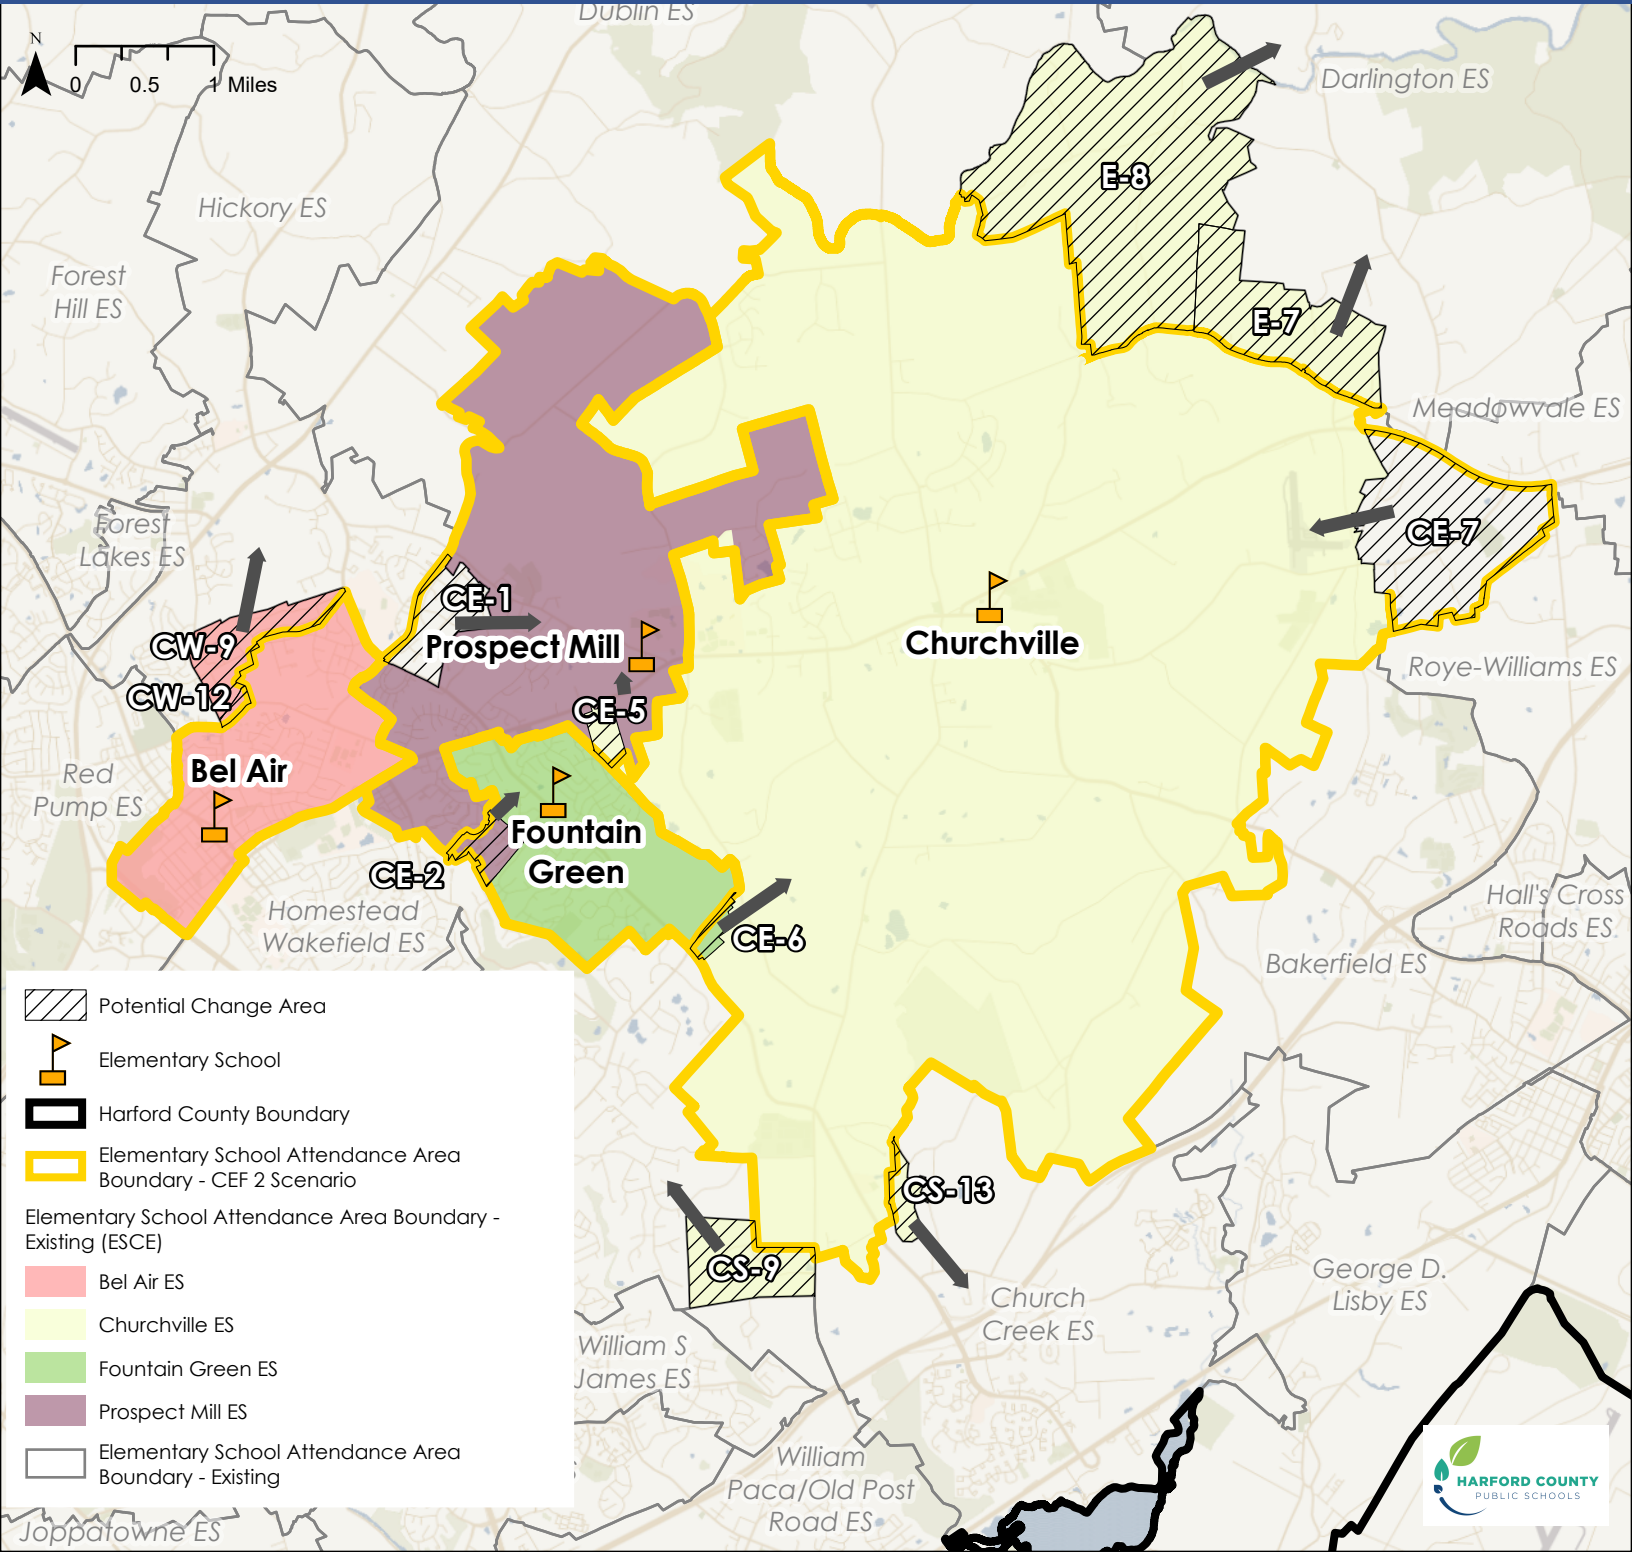 Dublin ES
N
0 0.5 1 Miles
Darlington ES
E-8
Hickory ES
Forest
Hill ES
E-7
Meadowvale ES
Forest
Lakes ES
CE-7
CE-1
Prospect Mill
Churchville
CW-9
Roye-Williams ES
CW-12
CE-5
Bel Air
Red
Pump ES
Fountain
Green
CE-2
Homestead
Wakefield ES
CE-6
Hall's Cross
Roads ES
Bakerfield ES
Potential Change Area
Elementary School
Harford County Boundary
Elementary School Attendance Area
Boundary - CEF 2 Scenario
Elementary School Attendance Area Boundary -
Existing (ESCE)
Bel Air ES
Churchville ES
Fountain Green ES
Prospect Mill ES
Elementary School Attendance Area
Boundary - Existing
CS-13
CS-9
Church
Creek ES
George D.
Lisby ES
William S
James ES
William
Paca/Old Post
Road ES
Joppatowne ES
HARFORD COUNTY
PUBLIC SCHOOLS